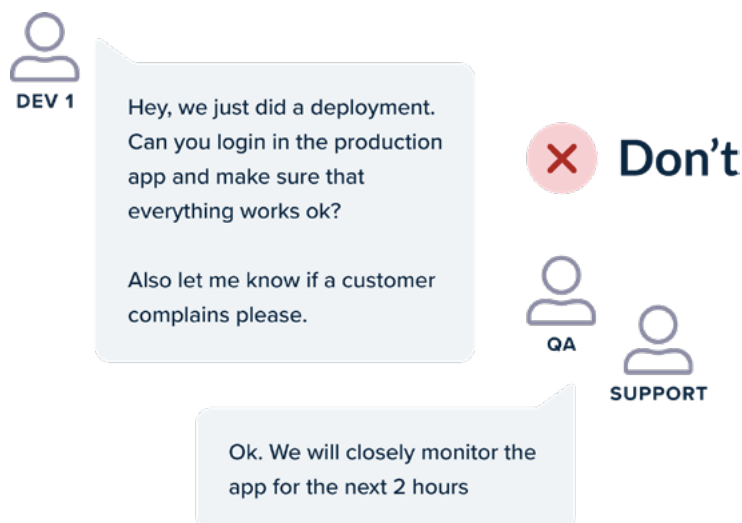 DEV 1
Hey, we just did a deployment.
Can you login in the production
app and make sure that
everything works ok?
Also let me know if a customer
complains please.
Don't
QA
SUPPORT
Ok. We will closely monitor the
app for the next 2 hours